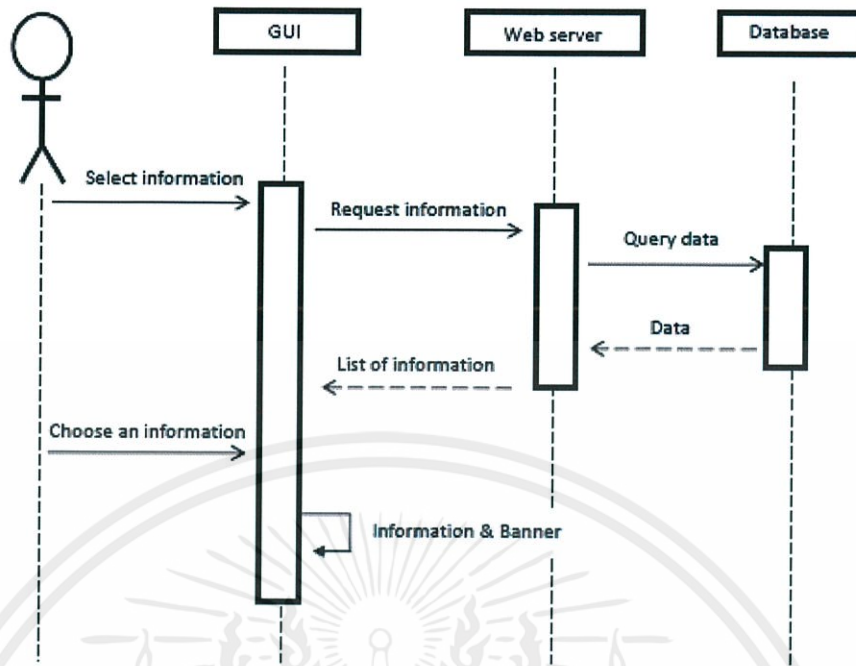 GUI
Web server
Database
Select information
Request information
Query data
Data
List of information
Choose an information
Information & Banner